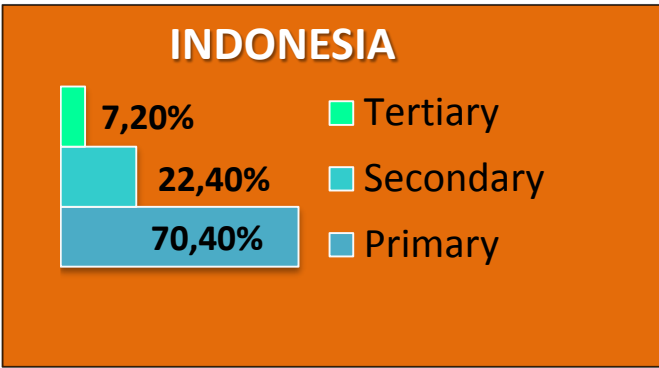 INDONESIA
7,20%
Tertiary
22,40%
Secondary
70,40%
Primary